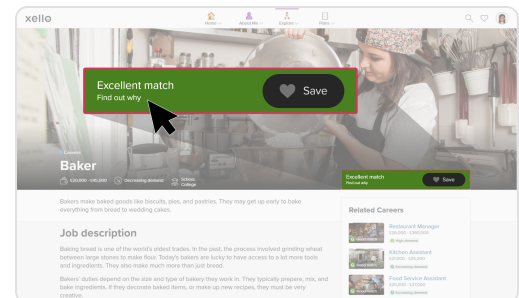 xello
Home
About Me
Explore
Plans
Excellent match
Find out why
Save
Careers
Baker
Decreasing demand
School,
College
Excellent match
Find out why
Save
Bakers make baked goods like biscuits, pies, and pastries. They may get up early to bake
everything from bread to wedding cakes.
Job description
Baking bread is one of the world's oldest trades. In the past, the process involved grinding wheat
between large stones to make flour. Today's bakers are lucky to have access to a lot more tools
and ingredients. They also make much more than just bread.
Bakers' duties depend on the size and type of bakery they work in. They typically prepare, mix, and
bake ingredients. If they decorate baked items, or make up new recipes, they must be very
creative.
Related Careers
Restaurant Manager
High demand
Kitchen Assistant
Increasing demand
Food Service Assistant
Increasing demand